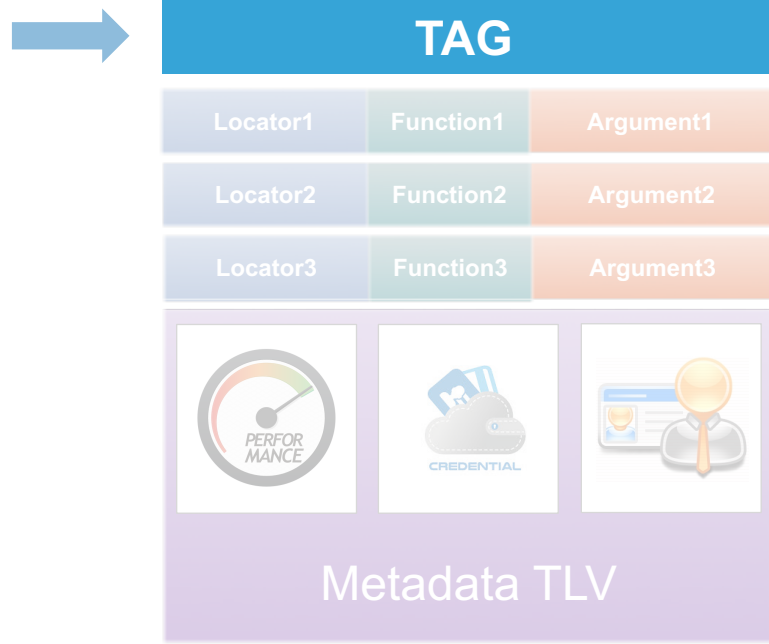 TAG
Locator1 Function1 Argument1
Locator2 Function2 Argument2
Locator3 Function3 Argument3
PERFOR
MANCE
CREDENTIAL
Metadata TLV